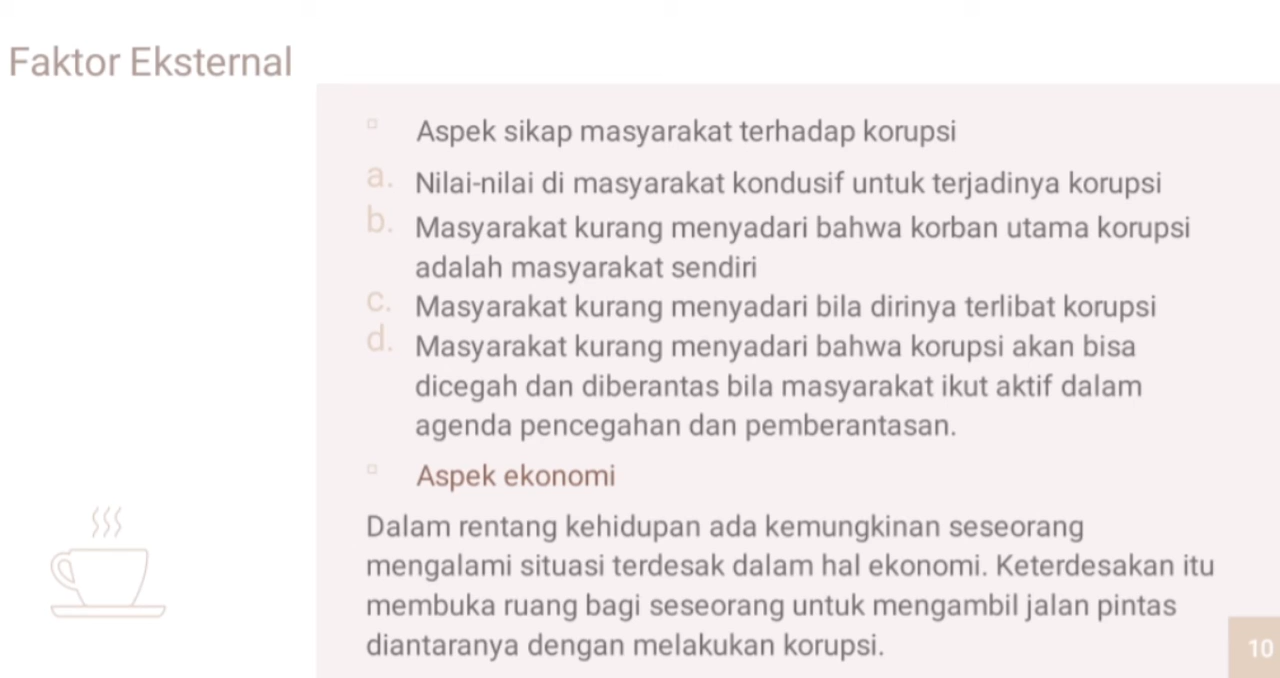 Faktor Eksternal
Aspek sikap masyarakat terhadap korupsi
a. Nilai-nilai di masyarakat kondusif untuk terjadinya korupsi
b. Masyarakat kurang menyadari bahwa korban utama korupsi
adalah masyarakat sendiri
c. Masyarakat kurang menyadari bila dirinya terlibat korupsi
d. Masyarakat kurang menyadari bahwa korupsi akan bisa
dicegah dan diberantas bila masyarakat ikut aktif dalam
agenda pencegahan dan pemberantasan.
Aspek ekonomi
Dalam rentang kehidupan ada kemungkinan seseorang
mengalami situasi terdesak dalam hal ekonomi. Keterdesakan itu
membuka ruang bagi seseorang untuk mengambil jalan pintas
diantaranya dengan melakukan korupsi.
10